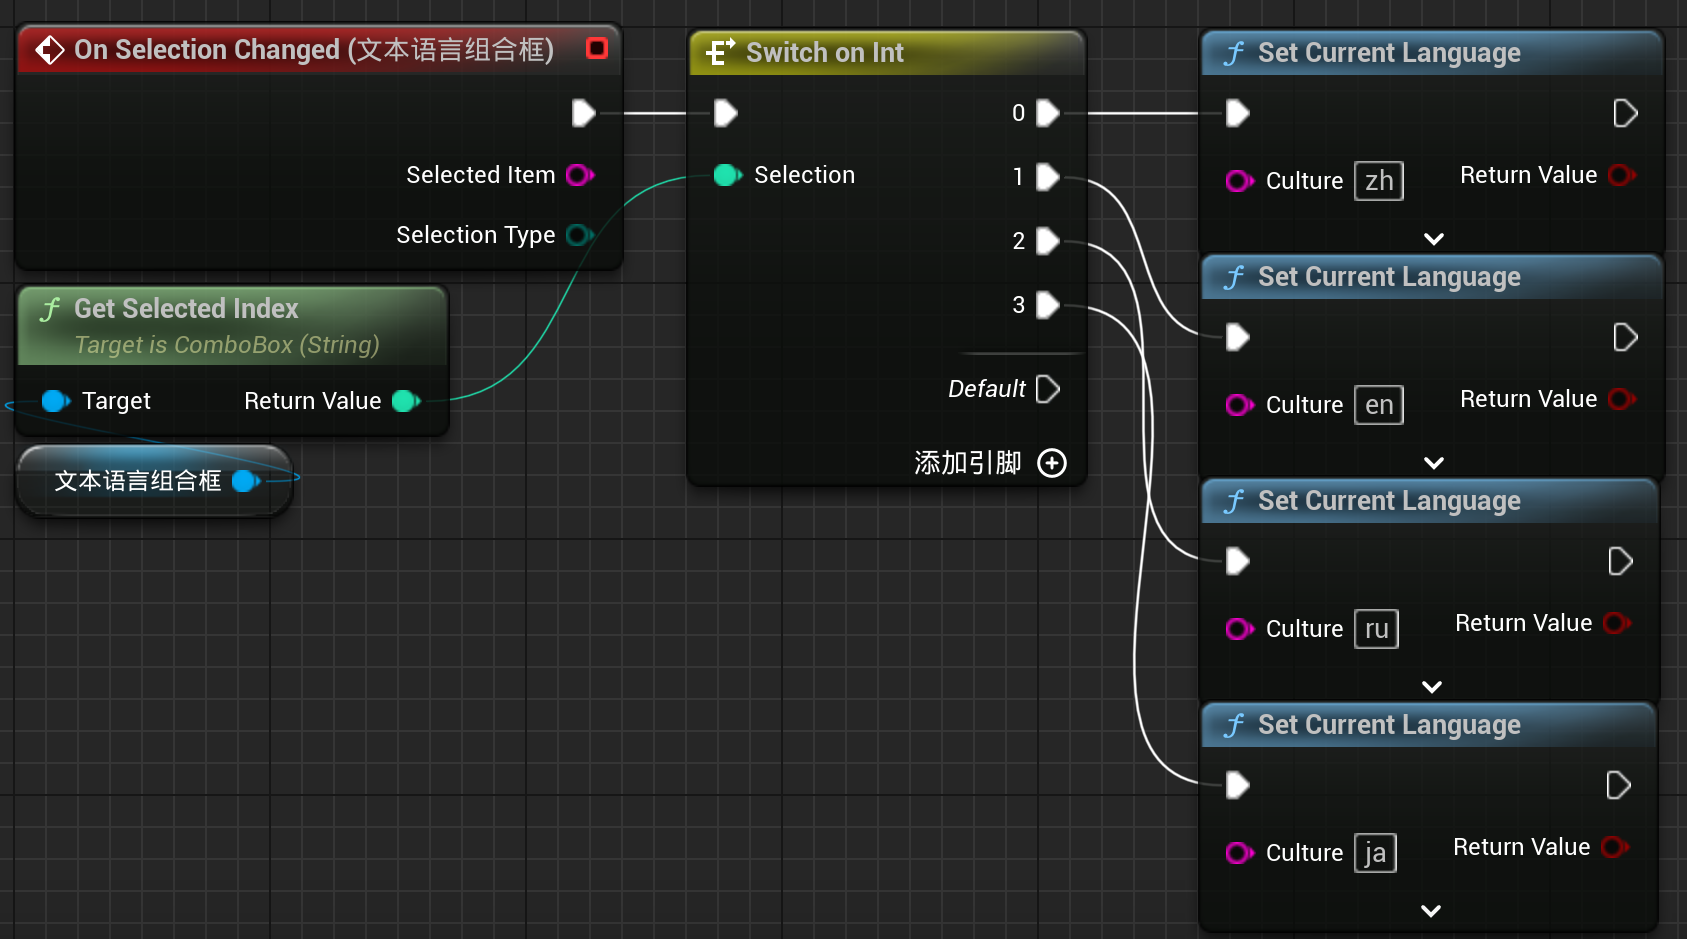 On Selection Changed (文本语言组合框)
Selected Item
Selection Type
Get Selected Index
Target is ComboBox (String)
Target
Return Value
文本语言组合框
Switch on Int
0
Selection
1
2
3
Default
添加引脚
Set Current Language
Culture zh
Return Value
Set Current Language
Culture en
Return Value
Set Current Language
Culture ru
Return Value
Set Current Language
Culture ja
Return Value